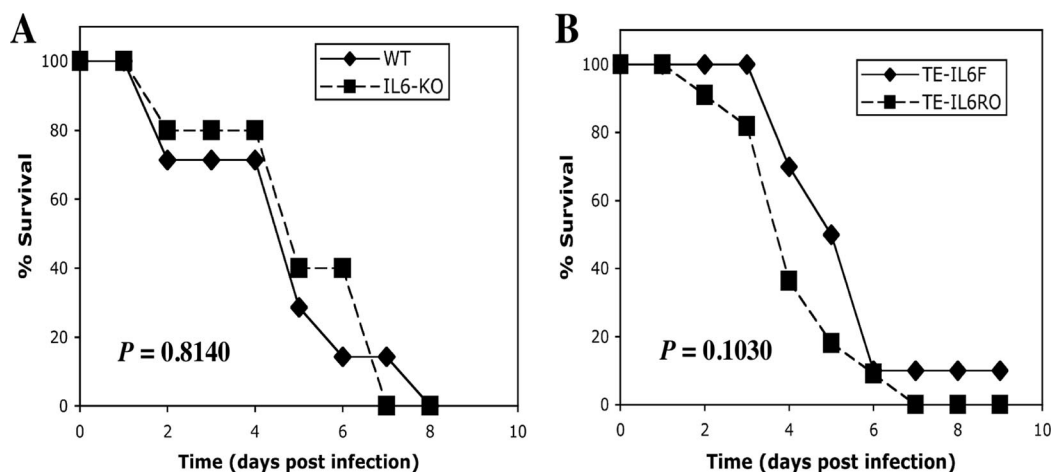 A
WT
IL6-KO
% Survival
100
80
60
40
20
0
P = 0.8140
0 2 4 6 8 10
Time (days post infection)
B
TE-IL6F
TE-IL6RO
% Survival
100
80
60
40
20
0
P = 0.1030
0 2 4 6 8 10
Time (days post infection)